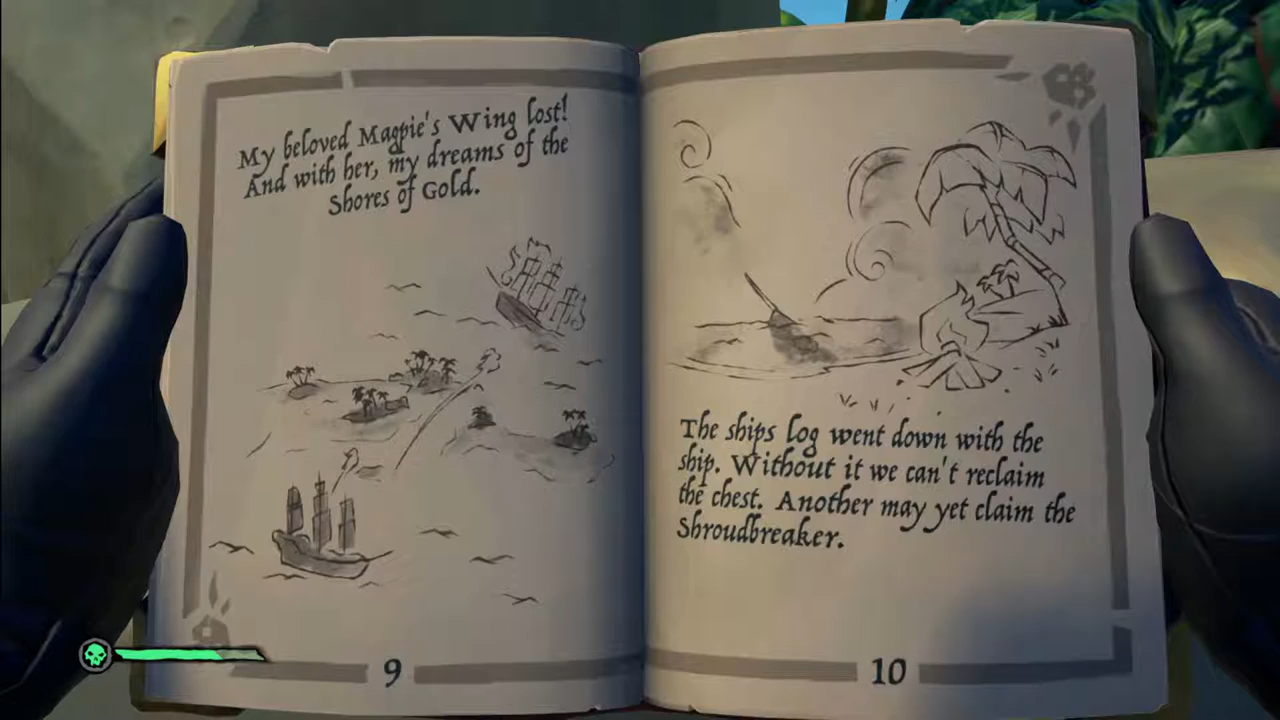 My beloved Magpie's Wing lost!
And with her, my dreams of the
Shores of Gold.
The ships log went down with the
ship. Without it we can't reclaim
the chest. Another may yet claim the
Shroudbreaker.
9
10